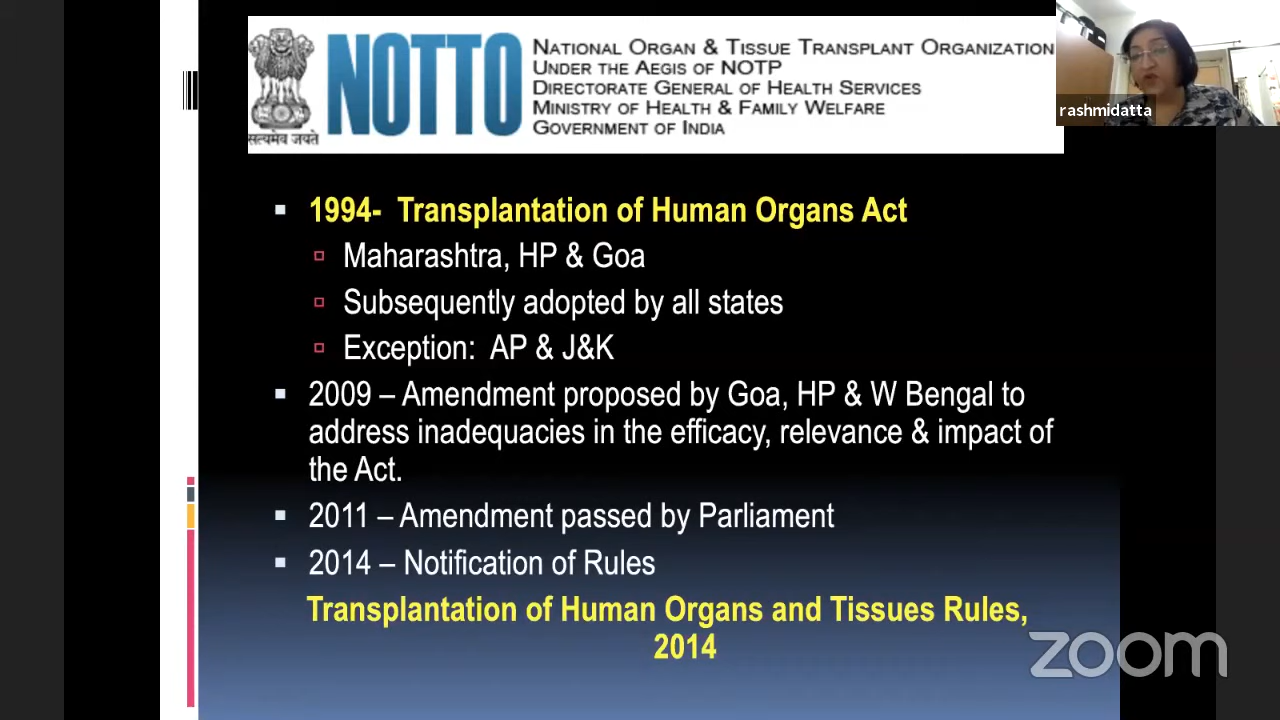 NOTTO
NATIONAL ORGAN & TISSUE TRANSPLANT ORGANIZATION
UNDER THE AEGIS OF NOTP
DIRECTORATE GENERAL OF HEALTH SERVICES
MINISTRY OF HEALTH & FAMILY WELFARE
GOVERNMENT OF INDIA
सत्यमेव जयते
rashmidatta
1994- Transplantation of Human Organs Act
Maharashtra, HP & Goa
Subsequently adopted by all states
Exception: AP & J&K
2009 – Amendment proposed by Goa, HP & W Bengal to
address inadequacies in the efficacy, relevance & impact of
the Act.
2011 – Amendment passed by Parliament
2014 – Notification of Rules
Transplantation of Human Organs and Tissues Rules,
2014
zoom